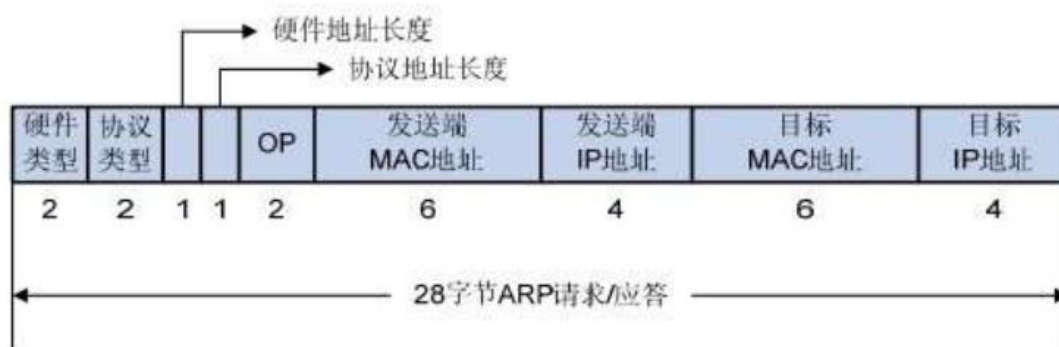 硬件地址长度
协议地址长度
硬件 协议 OP 发送端 发送端 目标 目标
类型 类型 MAC地址 IP地址 MAC地址 IP地址
2 2 1 1 2 6 4 6 4
28字节ARP请求/应答